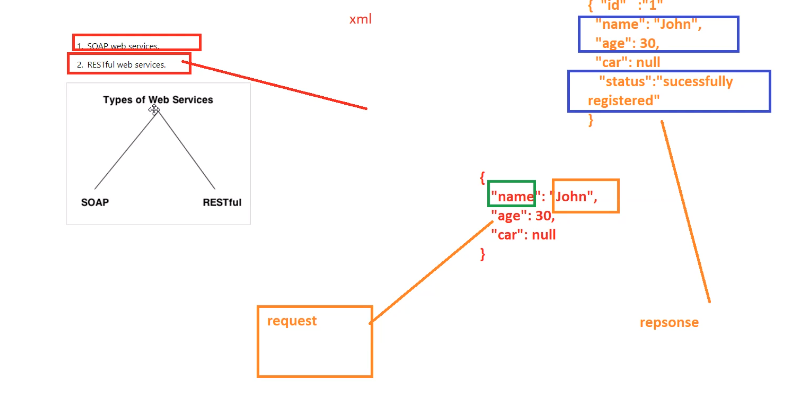 xml
1. SOAP web services.
2. RESTful web services.
Types of Web Services
SOAP
RESTful
{ "id" :"1"
"name": "John",
"age": 30,
"car": null
"status":"sucessfully
registered"
}
{
"name": "John",
"age": 30,
"car": null
}
request
repsonse